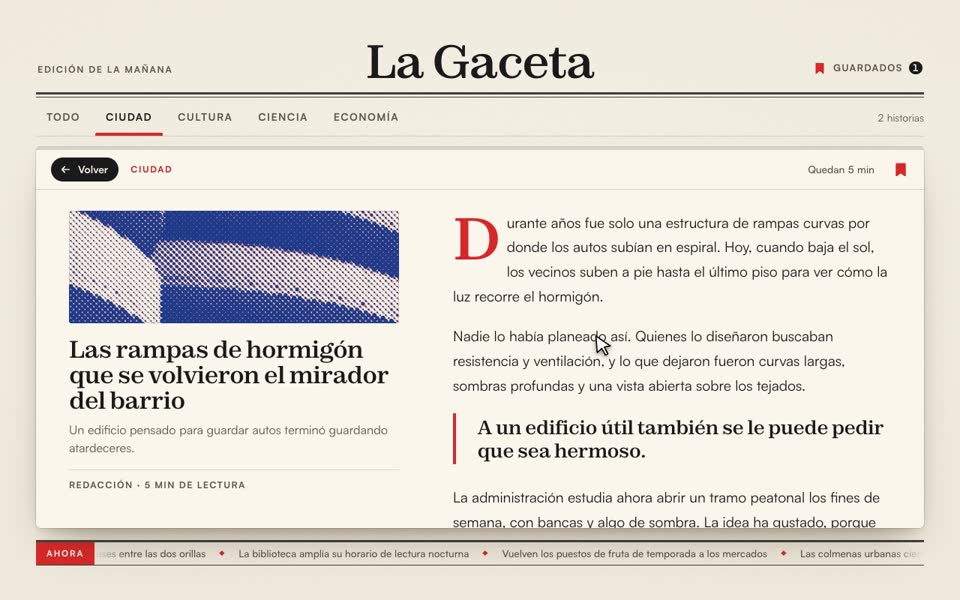 La Gaceta
EDICIÓN DE LA MAÑANA
GUARDADOS 1
TODO CIUDAD CULTURA CIENCIA ECONOMÍA
2 historias
← Volver CIUDAD
Quedan 5 min
Las rampas de hormigón
que se volvieron el mirador
del barrio
Un edificio pensado para guardar autos terminó guardando
atardeceres.
REDACCIÓN · 5 MIN DE LECTURA
Durante años fue solo una estructura de rampas curvas por
donde los autos subían en espiral. Hoy, cuando baja el sol,
los vecinos suben a pie hasta el último piso para ver cómo la
luz recorre el hormigón.
Nadie lo había planeado así. Quienes lo diseñaron buscaban
resistencia y ventilación, y lo que dejaron fueron curvas largas,
sombras profundas y una vista abierta sobre los tejados.
A un edificio útil también se le puede pedir
que sea hermoso.
La administración estudia ahora abrir un tramo peatonal los fines de
semana, con bancas y algo de sombra. La idea ha gustado, porque
AHORA
entre las dos orillas ◆ La biblioteca amplía su horario de lectura nocturna ◆ Vuelven los puestos de fruta de temporada a los mercados ◆ Las colmenas urbanas